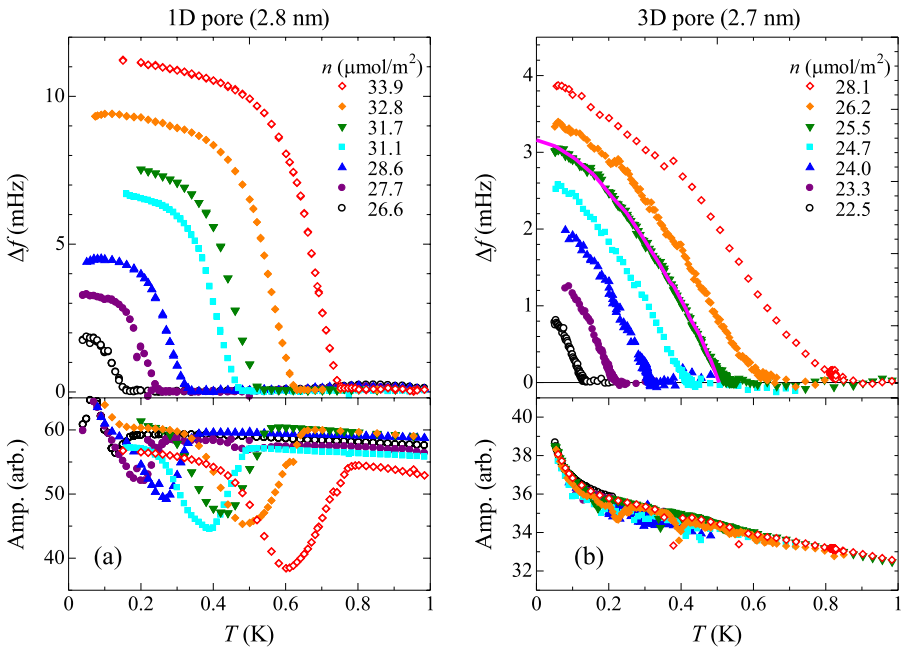 1D pore (2.8 nm)
10
5
0
Δf (mHz)
n (μmol/m²)
33.9
32.8
31.7
31.1
28.6
27.7
26.6
60
50
40
Amp. (arb.)
(a)
0 0.2 0.4 0.6 0.8 1
T (K)
3D pore (2.7 nm)
4
3
2
1
0
Δf (mHz)
n (μmol/m²)
28.1
26.2
25.5
24.7
24.0
23.3
22.5
38
36
34
32
Amp. (arb.)
(b)
0 0.2 0.4 0.6 0.8 1
T (K)